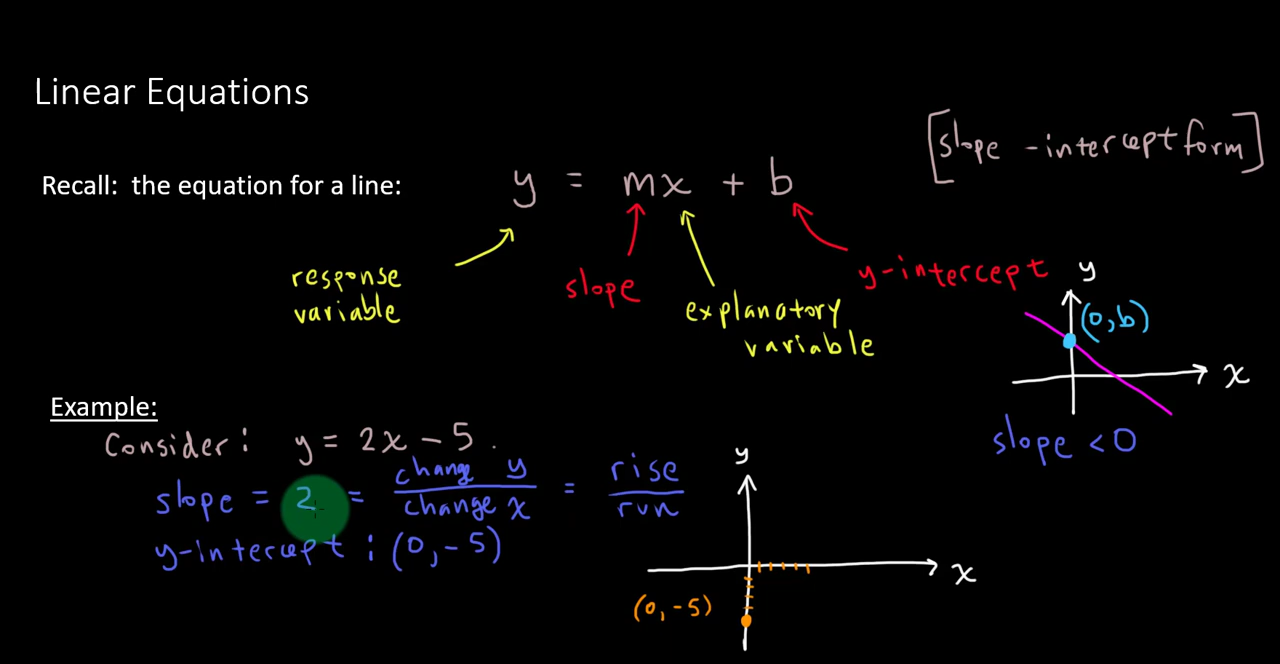 Linear Equations
[slope-intercept form]
Recall: the equation for a line:
y = mx + b
response
variable
slope
explanatory
variable
y-intercept
y
(0,b)
x
slope < 0
Example:
Consider: y = 2x - 5.
slope = 2 = change y / change x = rise / run
y-intercept: (0,-5)
y
x
(0,-5)